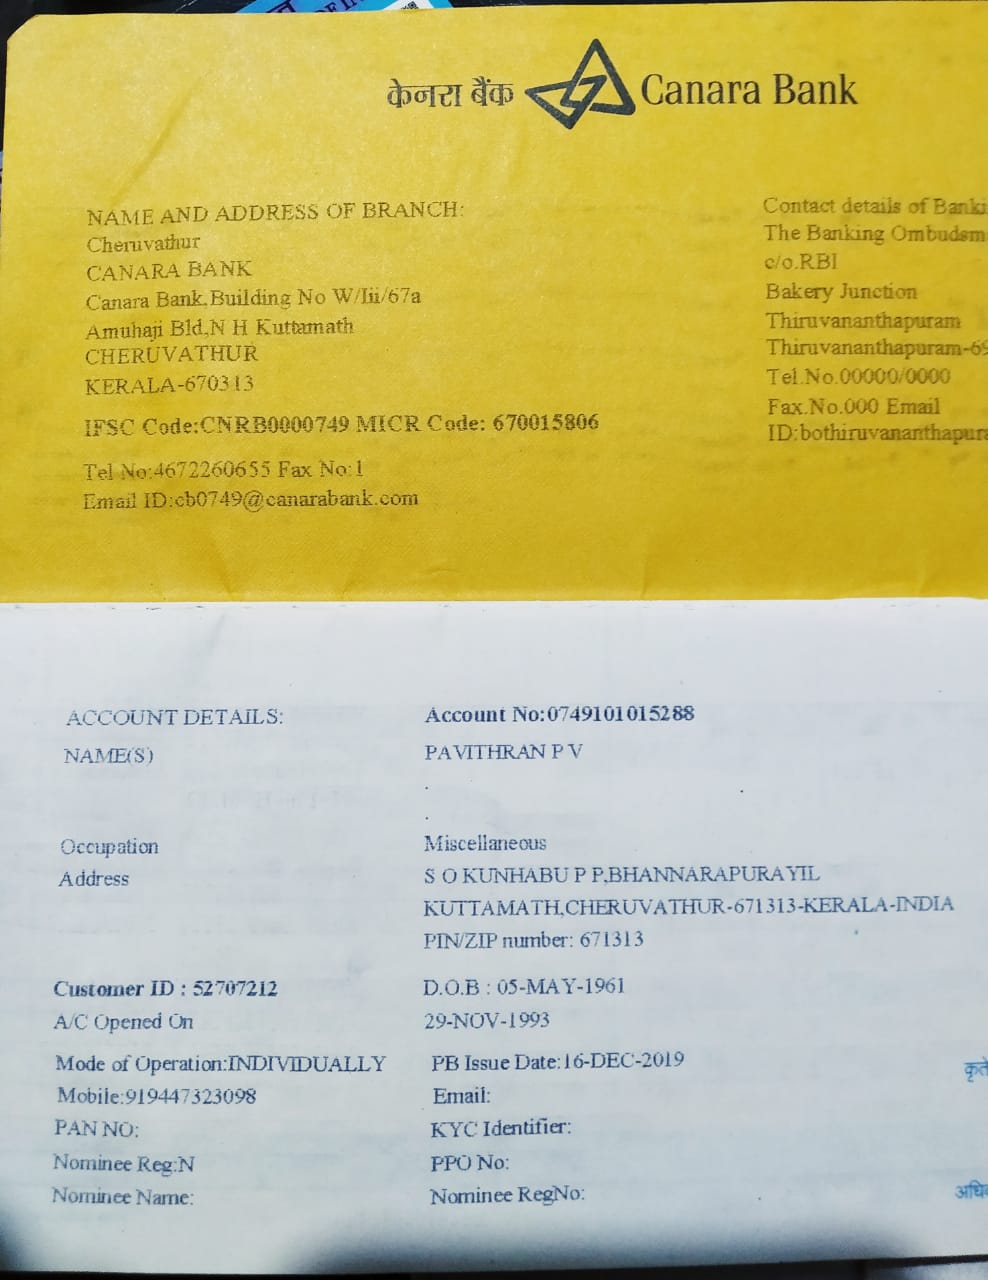 केनरा बैंक Canara Bank
NAME AND ADDRESS OF BRANCH:
Cheruvathur
CANARA BANK
Canara Bank,Building No W/Iii/67a
Amuhaji Bld,N H Kuttamath
CHERUVATHUR
KERALA-670313
IFSC Code:CNRB0000749 MICR Code: 670015806
Tel No:4672260655 Fax No:1
Email ID:cb0749@canarabank.com
Contact details of Banki
The Banking Ombudsm
c/o.RBI
Bakery Junction
Thiruvananthapuram
Thiruvananthapuram-69
Tel.No.00000/0000
Fax.No.000 Email
ID:bothiruvananthapura
ACCOUNT DETAILS: Account No:0749101015288
NAME(S) PAVITHRAN P V
Occupation Miscellaneous
Address S O KUNHABU P P,BHANNARAPURAYIL
KUTTAMATH,CHERUVATHUR-671313-KERALA-INDIA
PIN/ZIP number: 671313
Customer ID : 52707212 D.O.B : 05-MAY-1961
A/C Opened On 29-NOV-1993
Mode of Operation:INDIVIDUALLY PB Issue Date:16-DEC-2019
Mobile:919447323098 Email:
PAN NO: KYC Identifier:
Nominee Reg:N PPO No:
Nominee Name: Nominee RegNo:
कृते